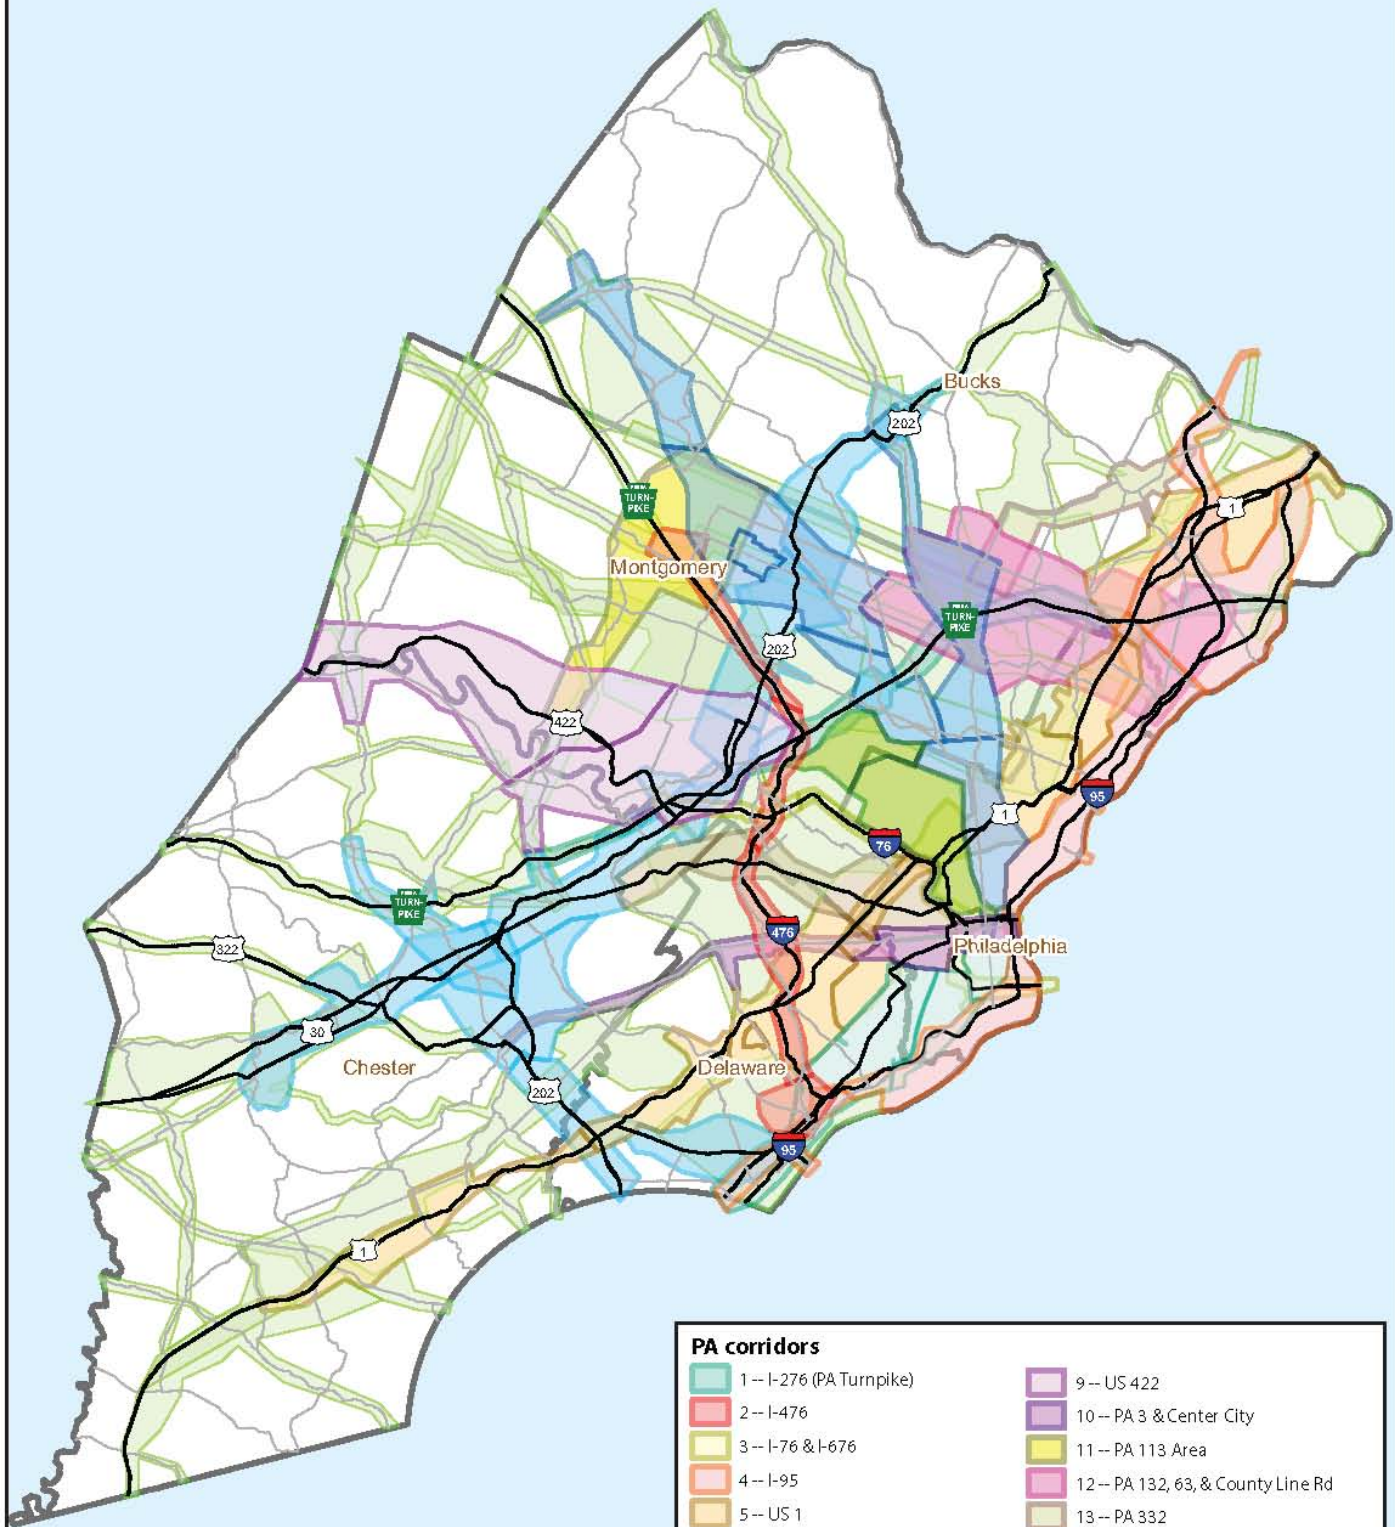 Bucks
202
TURN-
PIKE
1
Montgomery
TURN-
PIKE
202
422
95
1
76
TURN-
PIKE
476
322
Philadelphia
30
Chester
Delaware
202
95
1
PA corridors
1 -- I-276 (PA Turnpike)
2 -- I-476
3 -- I-76 & I-676
4 -- I-95
5 -- US 1
9 -- US 422
10 -- PA 3 & Center City
11 -- PA 113 Area
12 -- PA 132, 63, & County Line Rd
13 -- PA 332